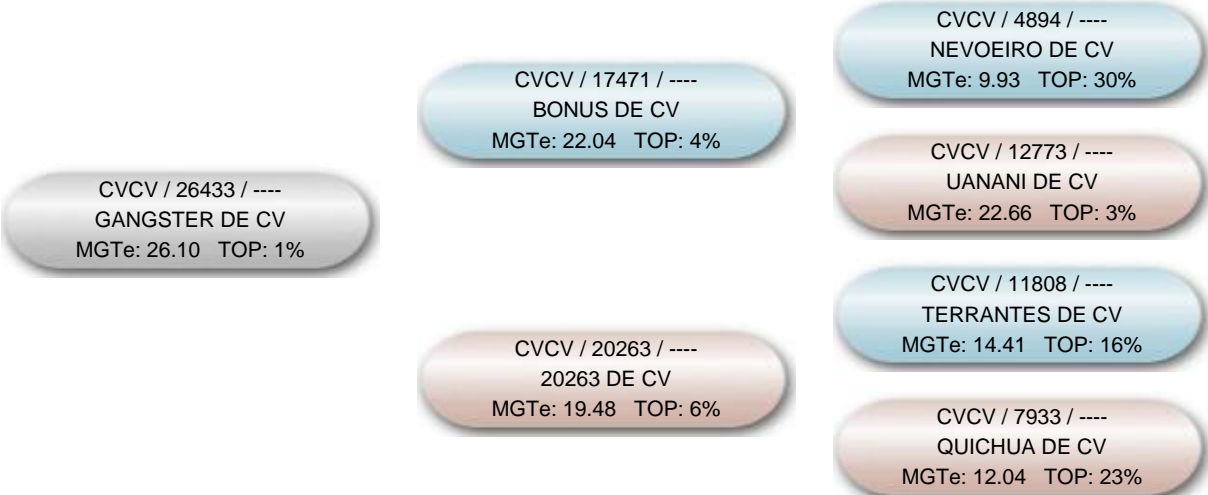 CVCV / 26433 / ----
GANGSTER DE CV
MGTe: 26.10 TOP: 1%
CVCV / 17471 / ----
BONUS DE CV
MGTe: 22.04 TOP: 4%
CVCV / 20263 / ----
20263 DE CV
MGTe: 19.48 TOP: 6%
CVCV / 4894 / ----
NEVOEIRO DE CV
MGTe: 9.93 TOP: 30%
CVCV / 12773 / ----
UANANI DE CV
MGTe: 22.66 TOP: 3%
CVCV / 11808 / ----
TERRANTES DE CV
MGTe: 14.41 TOP: 16%
CVCV / 7933 / ----
QUICHUA DE CV
MGTe: 12.04 TOP: 23%